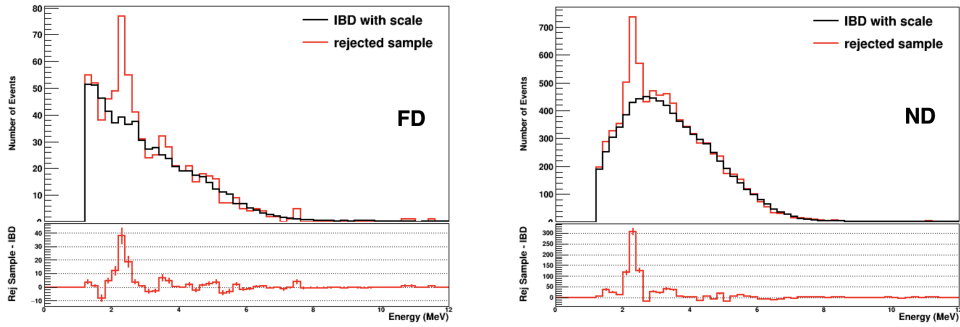 80
70
60
50
40
30
20
10
0
Number of Events
IBD with scale
rejected sample
FD
40
30
20
10
0
-10
Rej Sample - IBD
0 2 4 6 8 10 12
Energy (MeV)
700
600
500
400
300
200
100
0
Number of Events
IBD with scale
rejected sample
ND
300
250
200
150
100
50
0
Rej Sample - IBD
0 2 4 6 8 10 12
Energy (MeV)